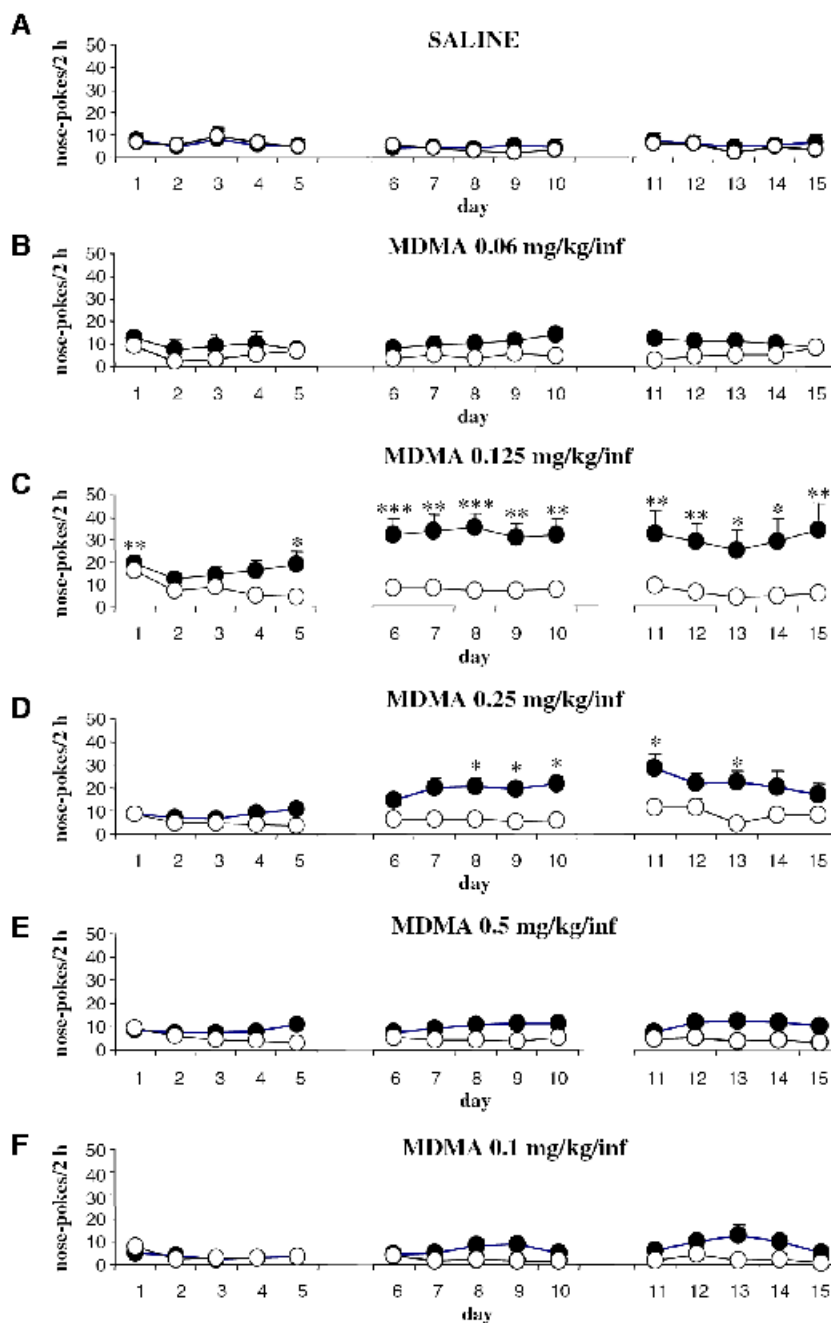 A
SALINE
nose-pokes/2 h
50
40
30
20
10
0
1 2 3 4 5 6 7 8 9 10 11 12 13 14 15
day
B
MDMA 0.06 mg/kg/inf
nose-pokes/2 h
50
40
30
20
10
0
1 2 3 4 5 6 7 8 9 10 11 12 13 14 15
day
MDMA 0.125 mg/kg/inf
C
nose-pokes/2 h
50
40
30
20
10
0
** * *** ** *** ** ** ** ** * * **
1 2 3 4 5 6 7 8 9 10 11 12 13 14 15
day
D
MDMA 0.25 mg/kg/inf
nose-pokes/2 h
50
40
30
20
10
0
* * * * *
1 2 3 4 5 6 7 8 9 10 11 12 13 14 15
day
E
MDMA 0.5 mg/kg/inf
nose-pokes/2 h
50
40
30
20
10
0
1 2 3 4 5 6 7 8 9 10 11 12 13 14 15
day
F
MDMA 0.1 mg/kg/inf
nose-pokes/2 h
50
40
30
20
10
0
1 2 3 4 5 6 7 8 9 10 11 12 13 14 15
day